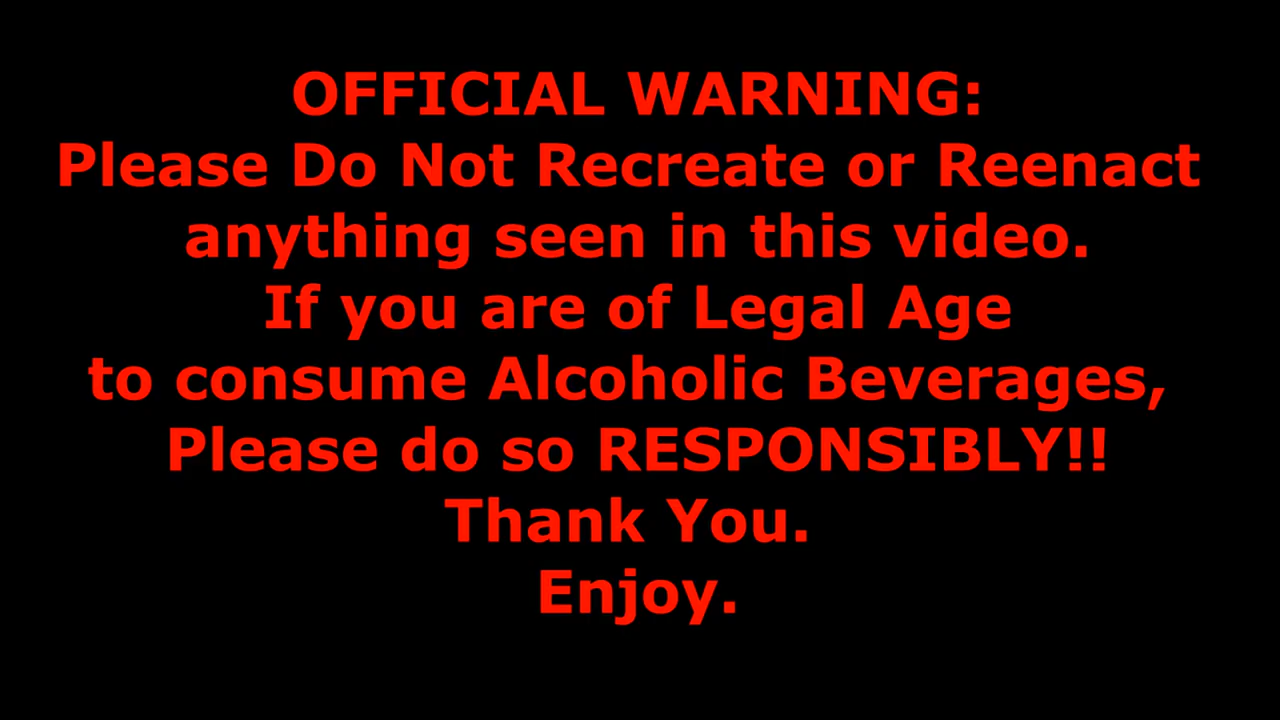 OFFICIAL WARNING:
Please Do Not Recreate or Reenact
anything seen in this video.
If you are of Legal Age
to consume Alcoholic Beverages,
Please do so RESPONSIBLY!!
Thank You.
Enjoy.